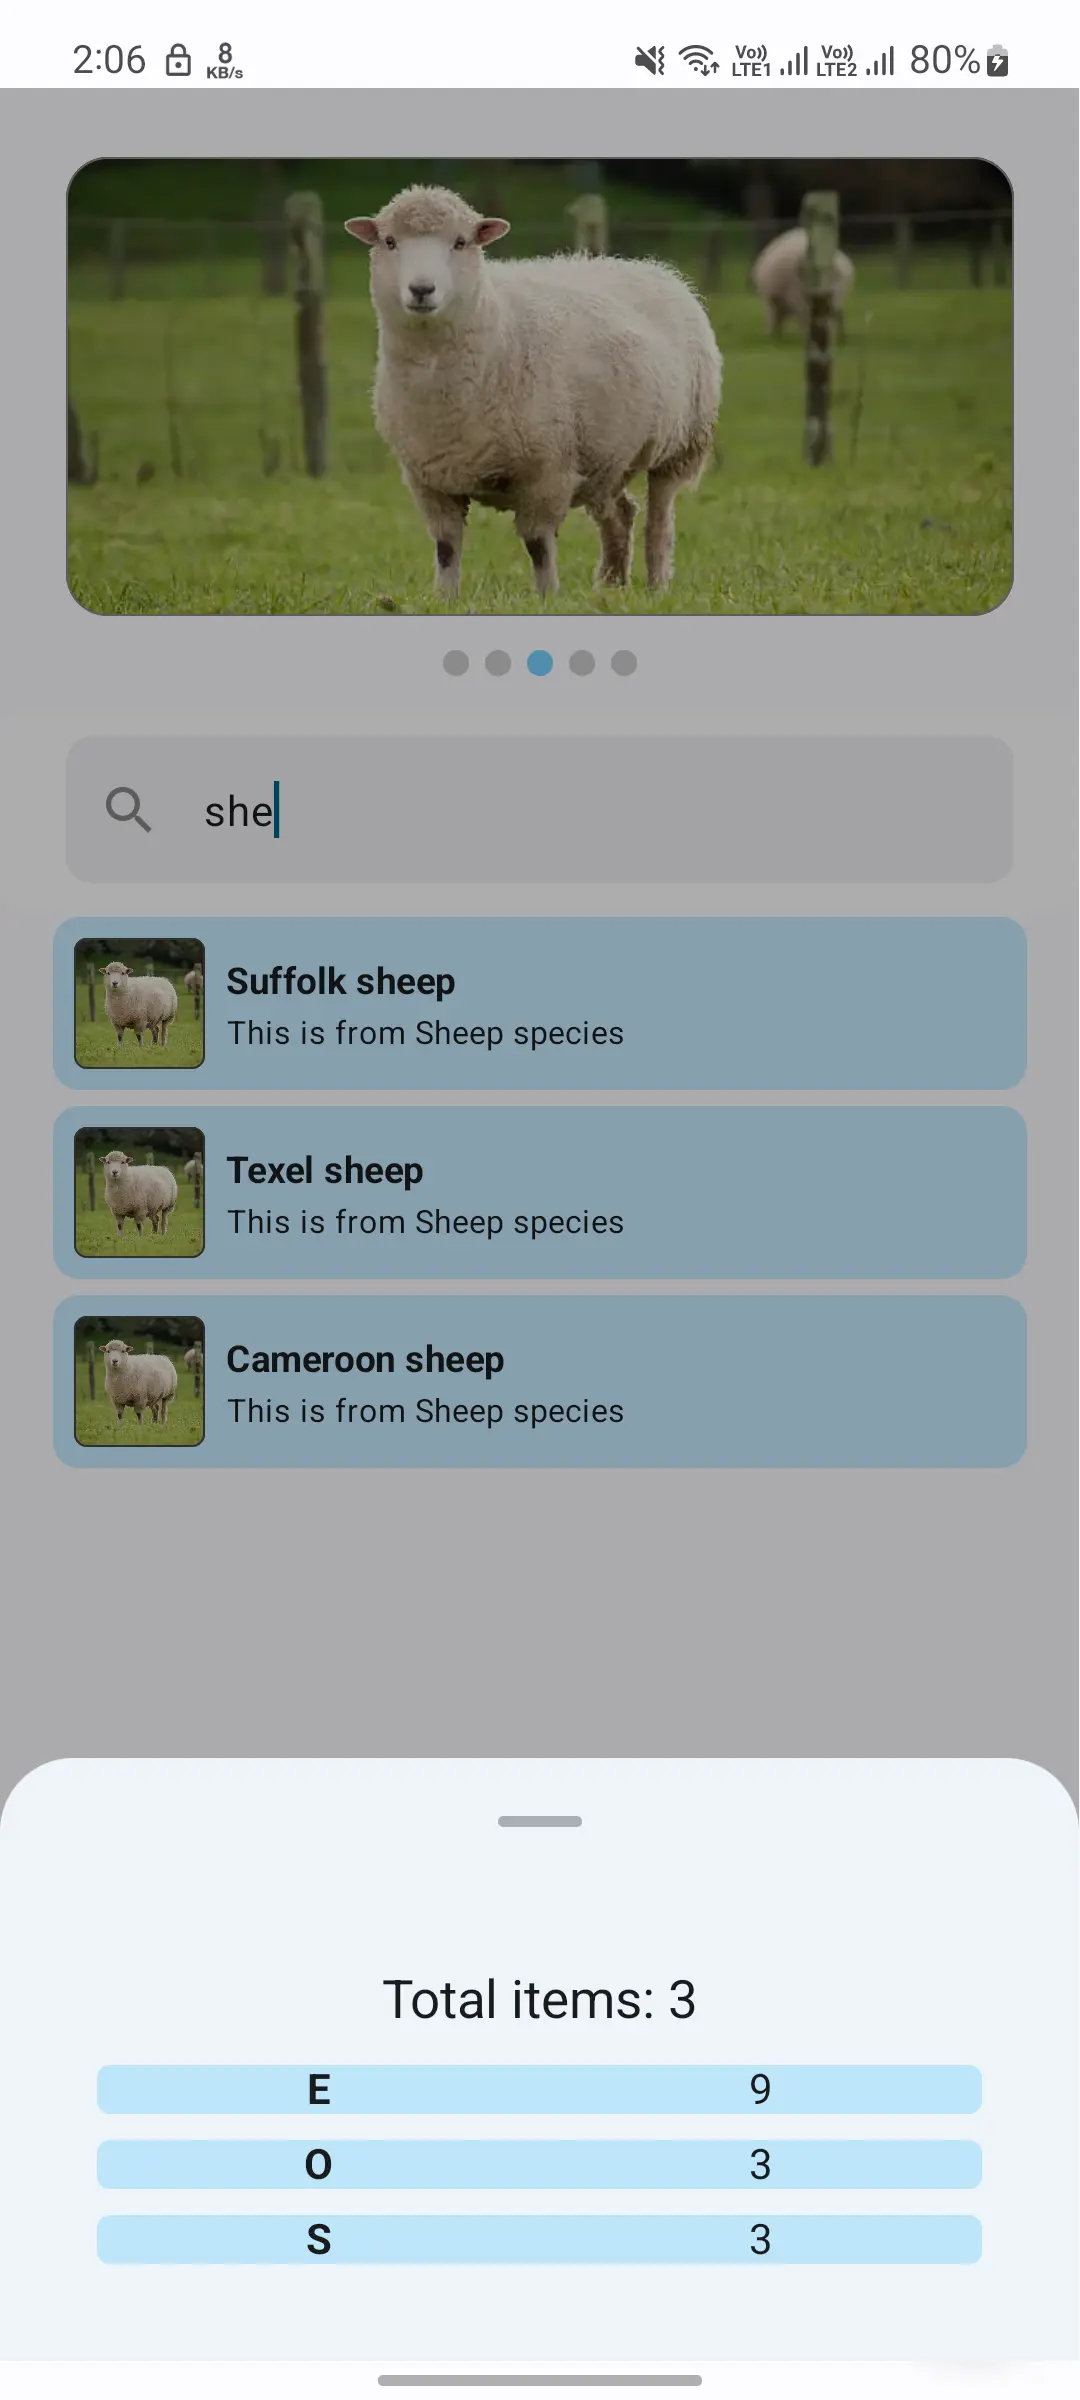 2:06 8 KB/s Vo)) LTE1 Vo)) LTE2 80%
she
Suffolk sheep
This is from Sheep species
Texel sheep
This is from Sheep species
Cameroon sheep
This is from Sheep species
Total items: 3
E 9
O 3
S 3